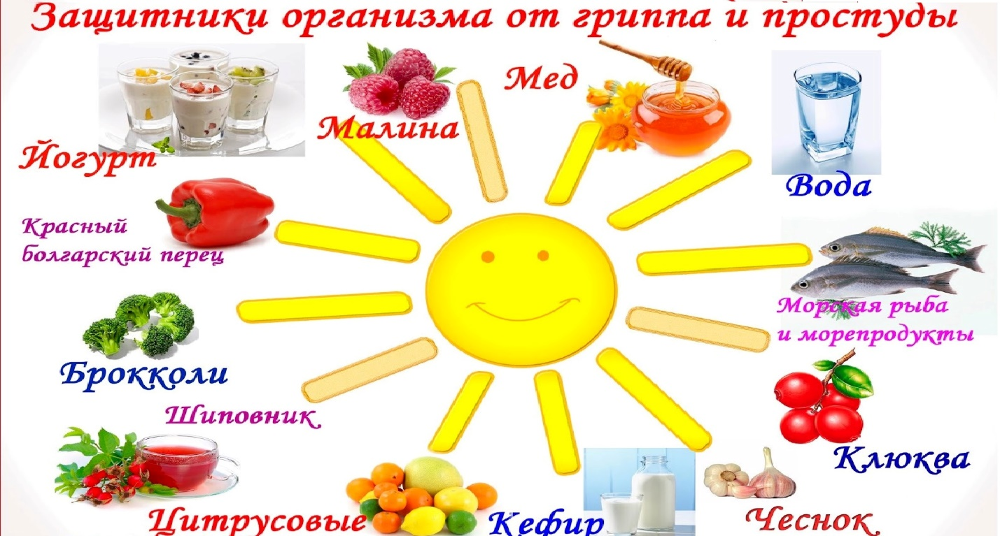 Защитники организма от гриппа и простуды
Йогурт
Малина
Мед
Вода
Красный
болгарский перец
Морская рыба
и морепродукты
Брокколи
Шиповник
Клюква
Цитрусовые
Кефир
Чеснок